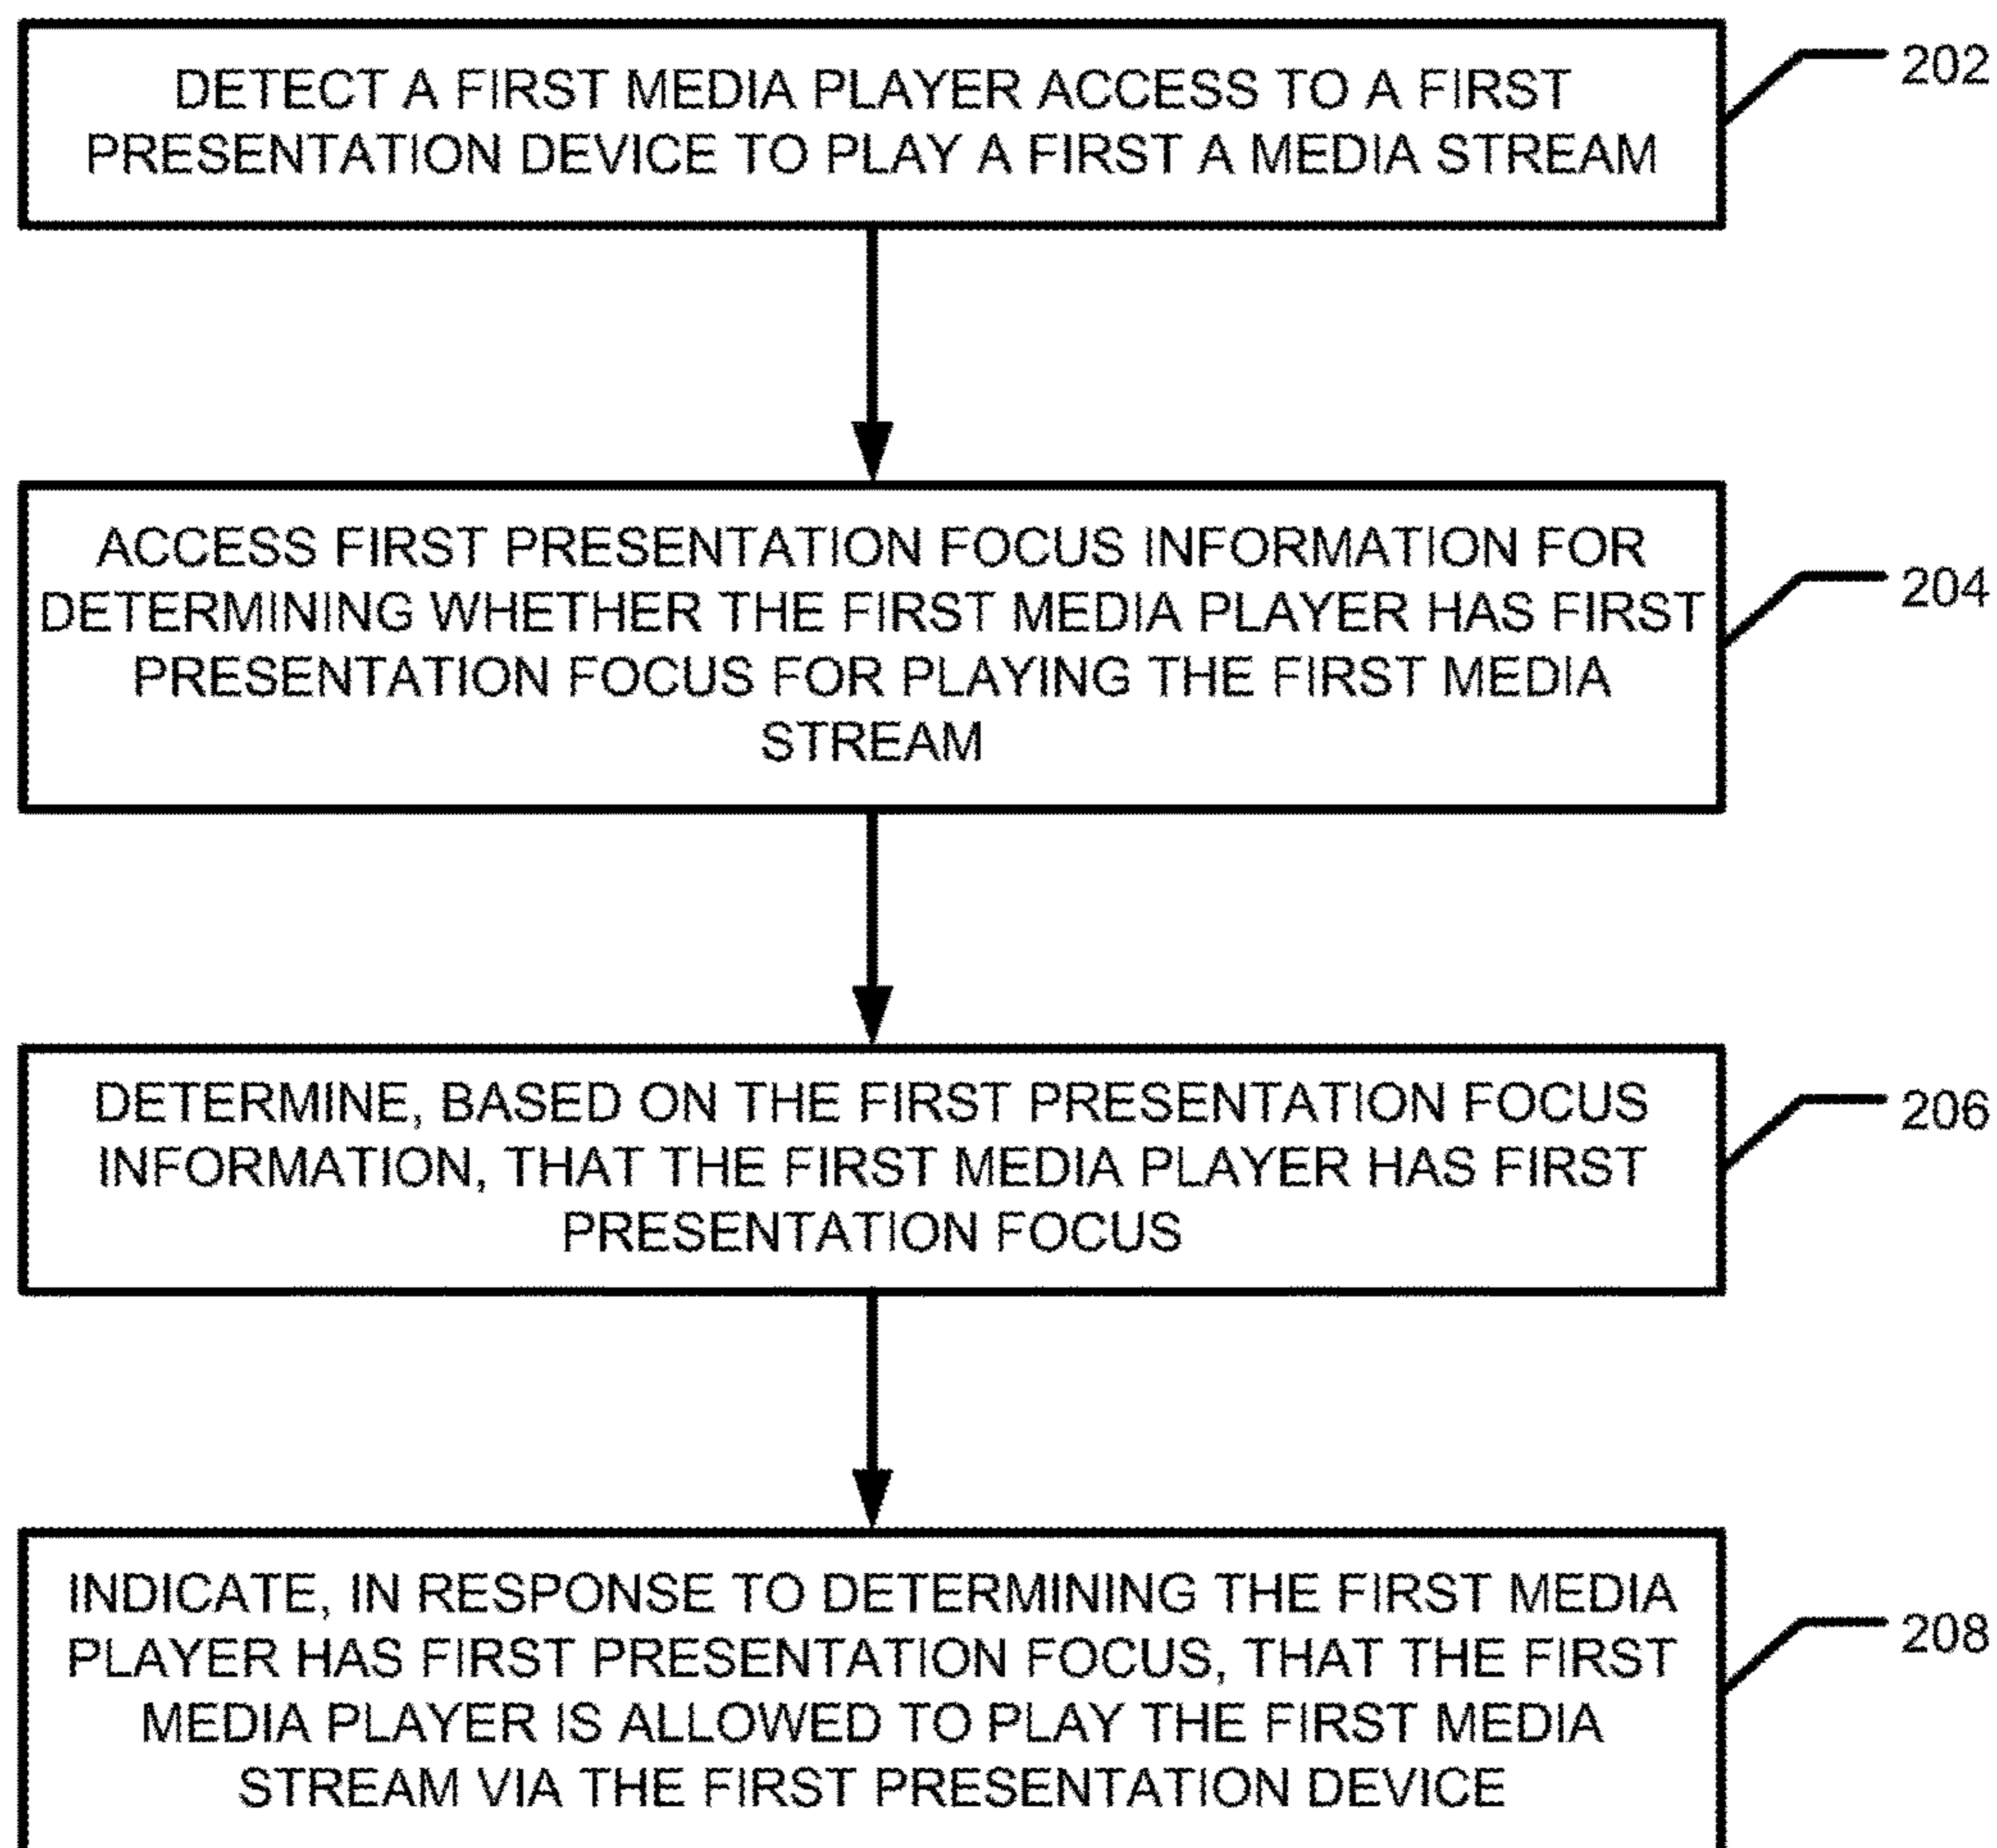 DETECT A FIRST MEDIA PLAYER ACCESS TO A FIRST
PRESENTATION DEVICE TO PLAY A FIRST A MEDIA STREAM
202
ACCESS FIRST PRESENTATION FOCUS INFORMATION FOR
DETERMINING WHETHER THE FIRST MEDIA PLAYER HAS FIRST
PRESENTATION FOCUS FOR PLAYING THE FIRST MEDIA
STREAM
204
DETERMINE, BASED ON THE FIRST PRESENTATION FOCUS
INFORMATION, THAT THE FIRST MEDIA PLAYER HAS FIRST
PRESENTATION FOCUS
206
INDICATE, IN RESPONSE TO DETERMINING THE FIRST MEDIA
PLAYER HAS FIRST PRESENTATION FOCUS, THAT THE FIRST
MEDIA PLAYER IS ALLOWED TO PLAY THE FIRST MEDIA
STREAM VIA THE FIRST PRESENTATION DEVICE
208